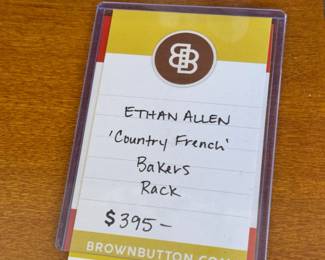 B
ETHAN ALLEN
'Country French'
Bakers
Rack
$395-
BROWNBUTTON.COM